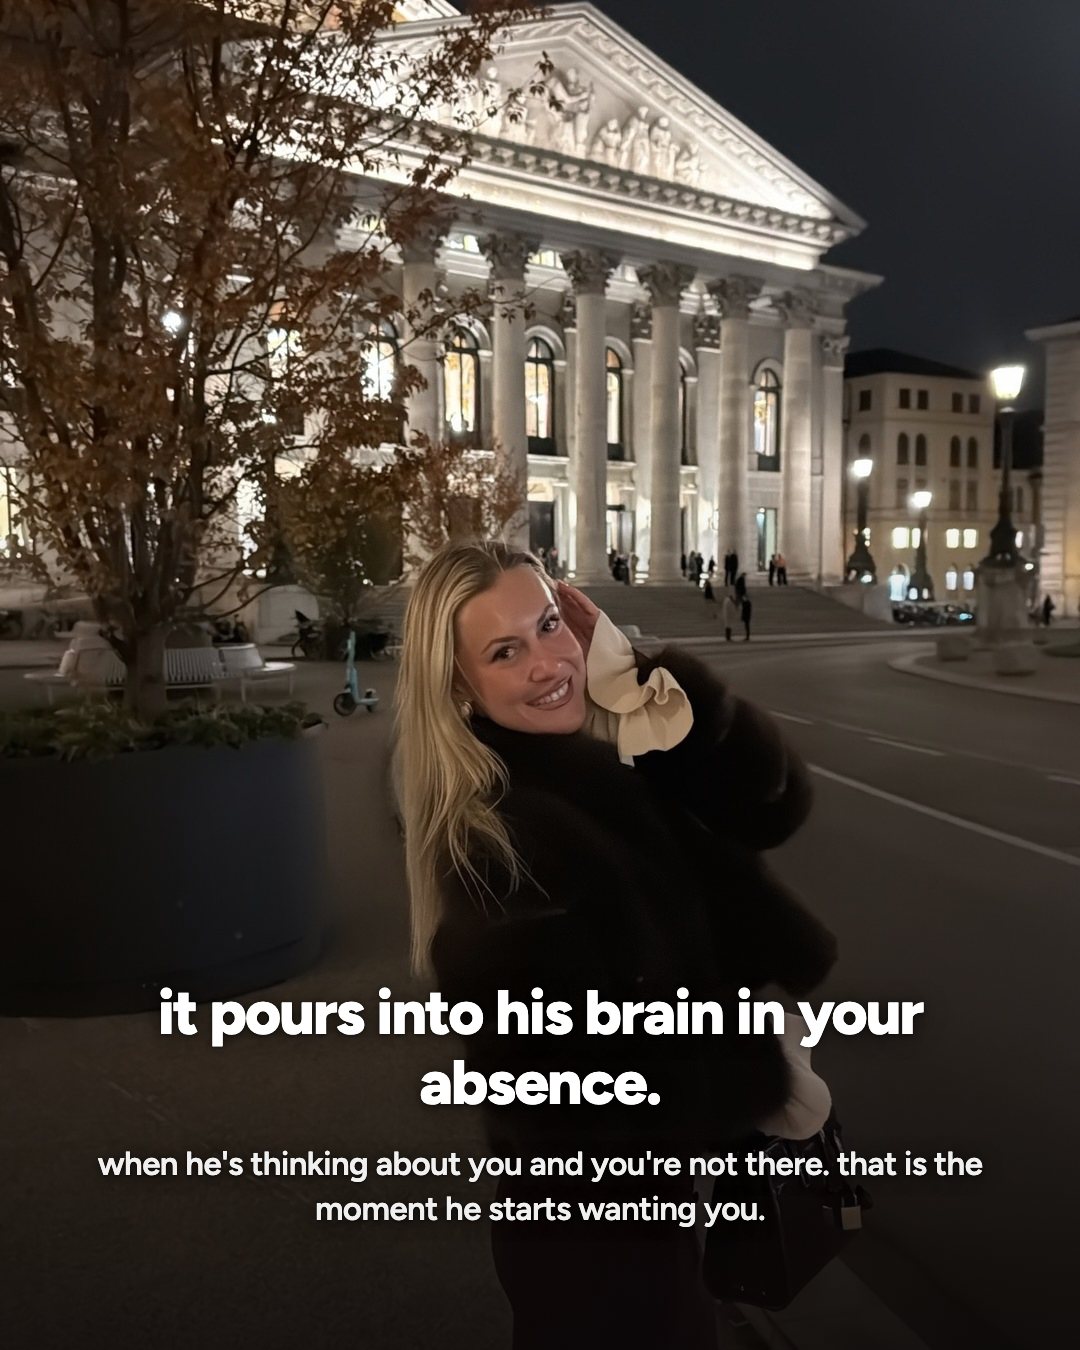 it pours into his brain in your
absence.
when he's thinking about you and you're not there. that is the
moment he starts wanting you.